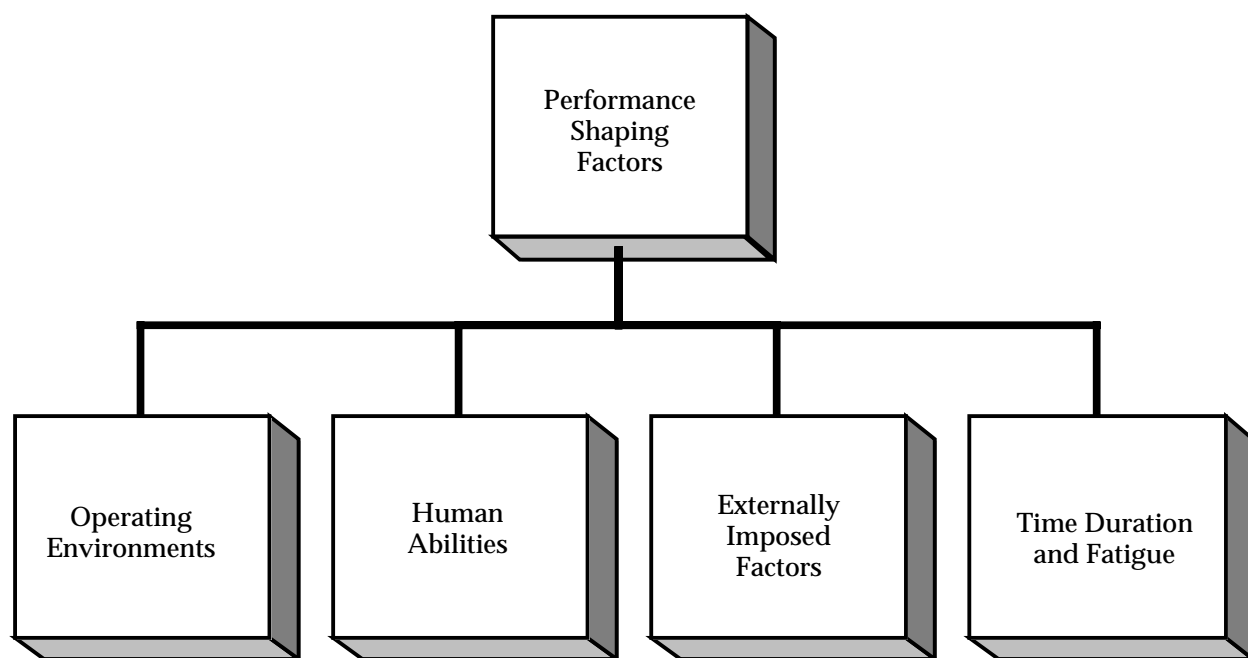 Performance
Shaping
Factors
Operating
Environments
Human
Abilities
Externally
Imposed
Factors
Time Duration
and Fatigue